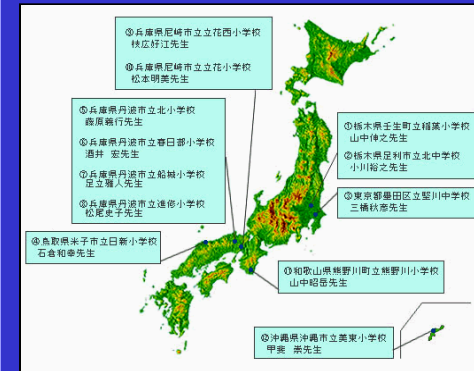 ⑨兵庫県尼崎市立立花西小学校
枝広好江先生
⑩兵庫県尼崎市立立花小学校
松本明美先生
⑤兵庫県丹波市立北小学校
藤原義行先生
⑥兵庫県丹波市立春日部小学校
酒井 宏先生
⑦兵庫県丹波市立船城小学校
足立雅人先生
⑧兵庫県丹波市立進修小学校
松尾史子先生
①栃木県壬生町立稲葉小学校
山中伸之先生
②栃木県足利市立北中学校
小川裕之先生
③東京都墨田区立竪川中学校
三橋秋彦先生
④鳥取県米子市立日新小学校
石倉和幸先生
⑪和歌山県熊野川町立熊野川小学校
山中昭岳先生
⑫沖縄県沖縄市立美東小学校
甲斐 崇先生